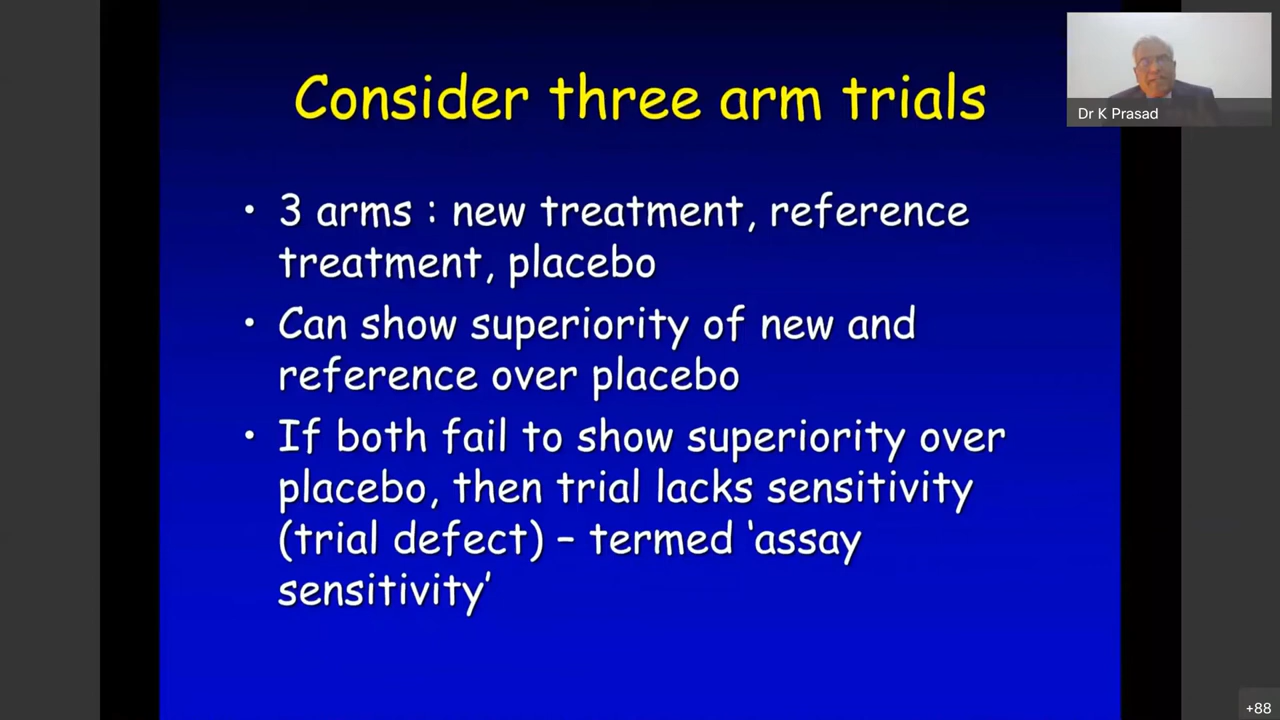 Consider three arm trials
Dr K Prasad
• 3 arms : new treatment, reference
treatment, placebo
• Can show superiority of new and
reference over placebo
• If both fail to show superiority over
placebo, then trial lacks sensitivity
(trial defect) – termed ‘assay
sensitivity’
+88